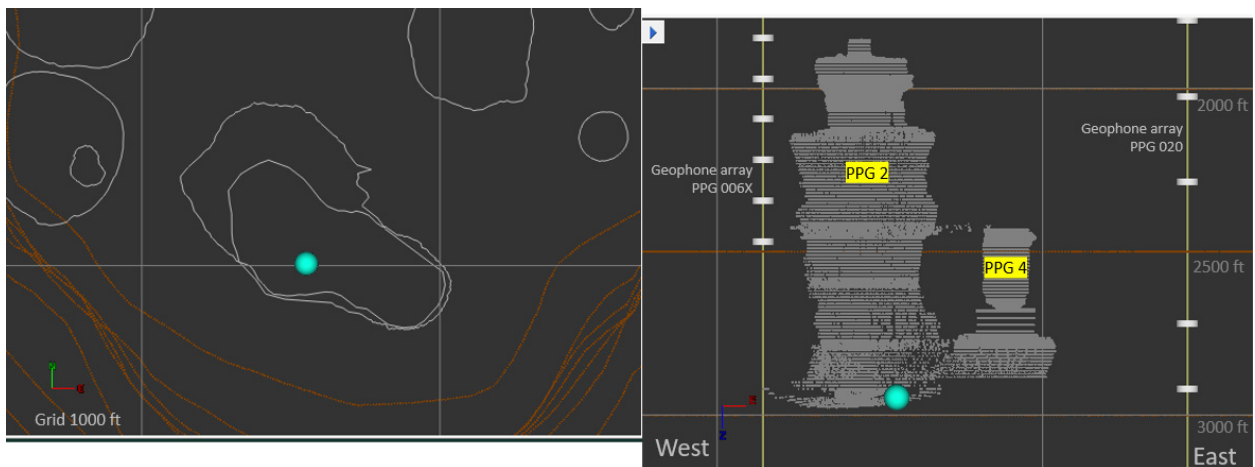 Grid 1000 ft
2000 ft
Geophone array
PPG 020
Geophone array
PPG 006X
PPG 2
2500 ft
PPG 4
3000 ft
West
East